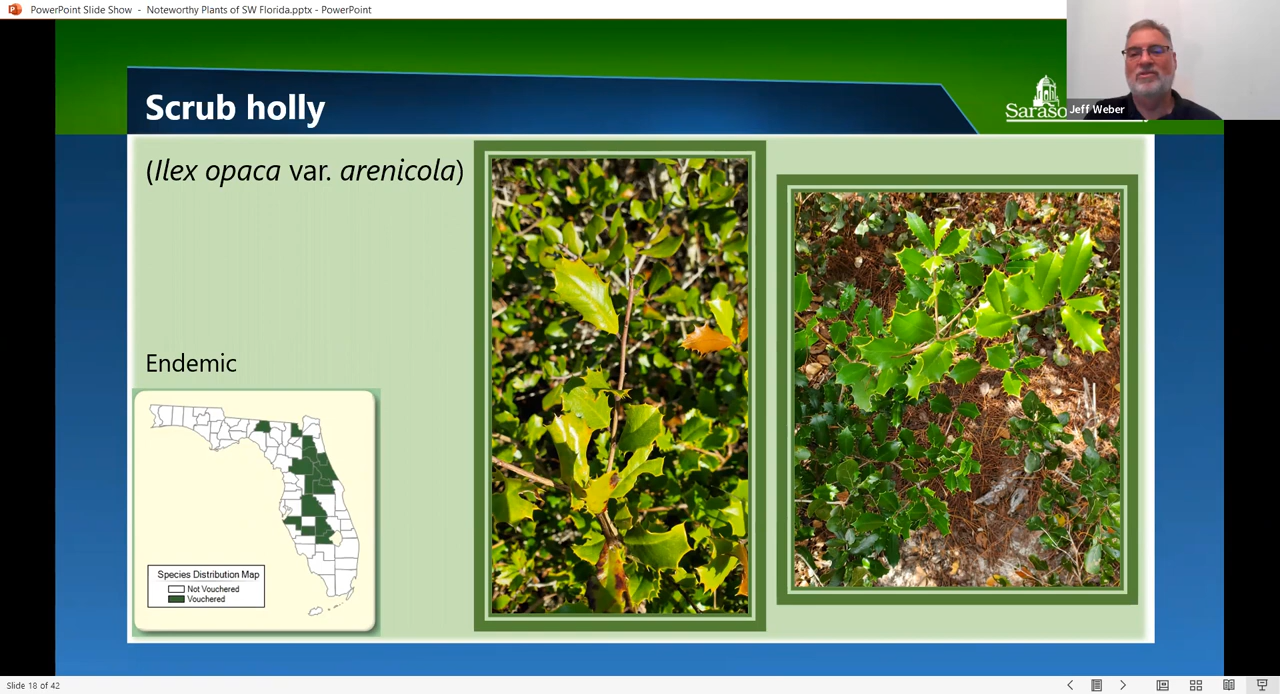 PowerPoint Slide Show - Noteworthy Plants of SW Florida.pptx - PowerPoint
Scrub holly
Jeff Weber
(Ilex opaca var. arenicola)
Endemic
Species Distribution Map
Not Vouchered
Vouchered
Slide 18 of 42